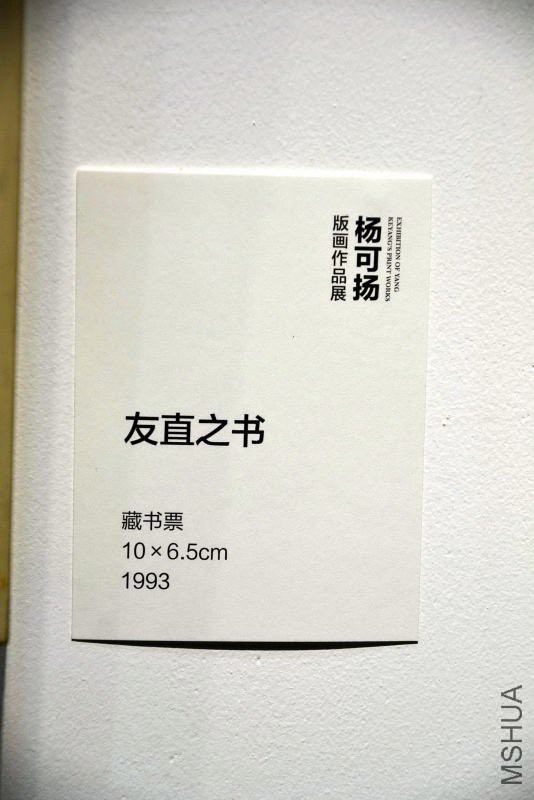 杨可扬
版画作品展
EXHIBITION OF YANG
KEYANG'S PRINT WORKS
友直之书
藏书票
10×6.5cm
1993
MSHUA